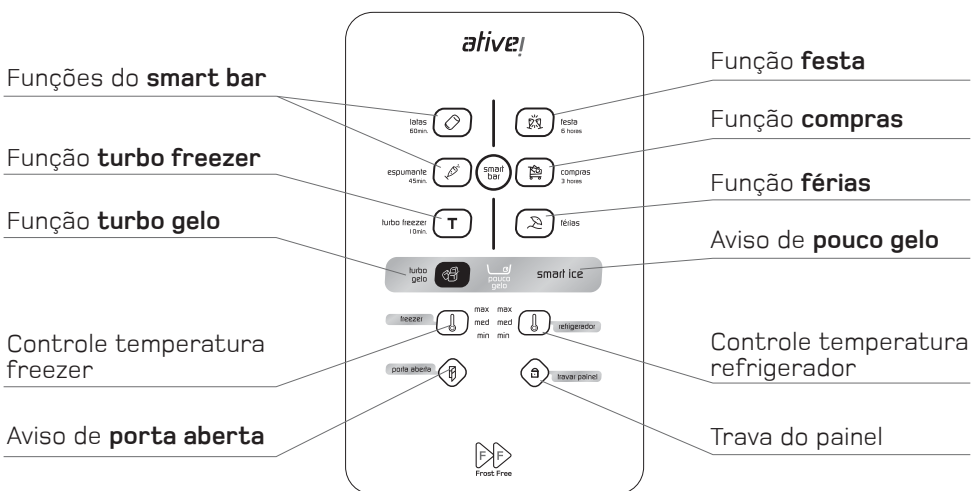 ative!
Funções do smart bar
Função turbo freezer
Função turbo gelo
Controle temperatura
freezer
Aviso de porta aberta
latas
60min.
espumante
45min.
turbo freezer
10min.
T
smart
bar
festa
6 horas
compras
3 horas
férias
turbo
gelo
pouco
gelo
smart ice
freezer
max max
med med
min min
refrigerador
porta aberta
travar painel
F F
Frost Free
Função festa
Função compras
Função férias
Aviso de pouco gelo
Controle temperatura
refrigerador
Trava do painel